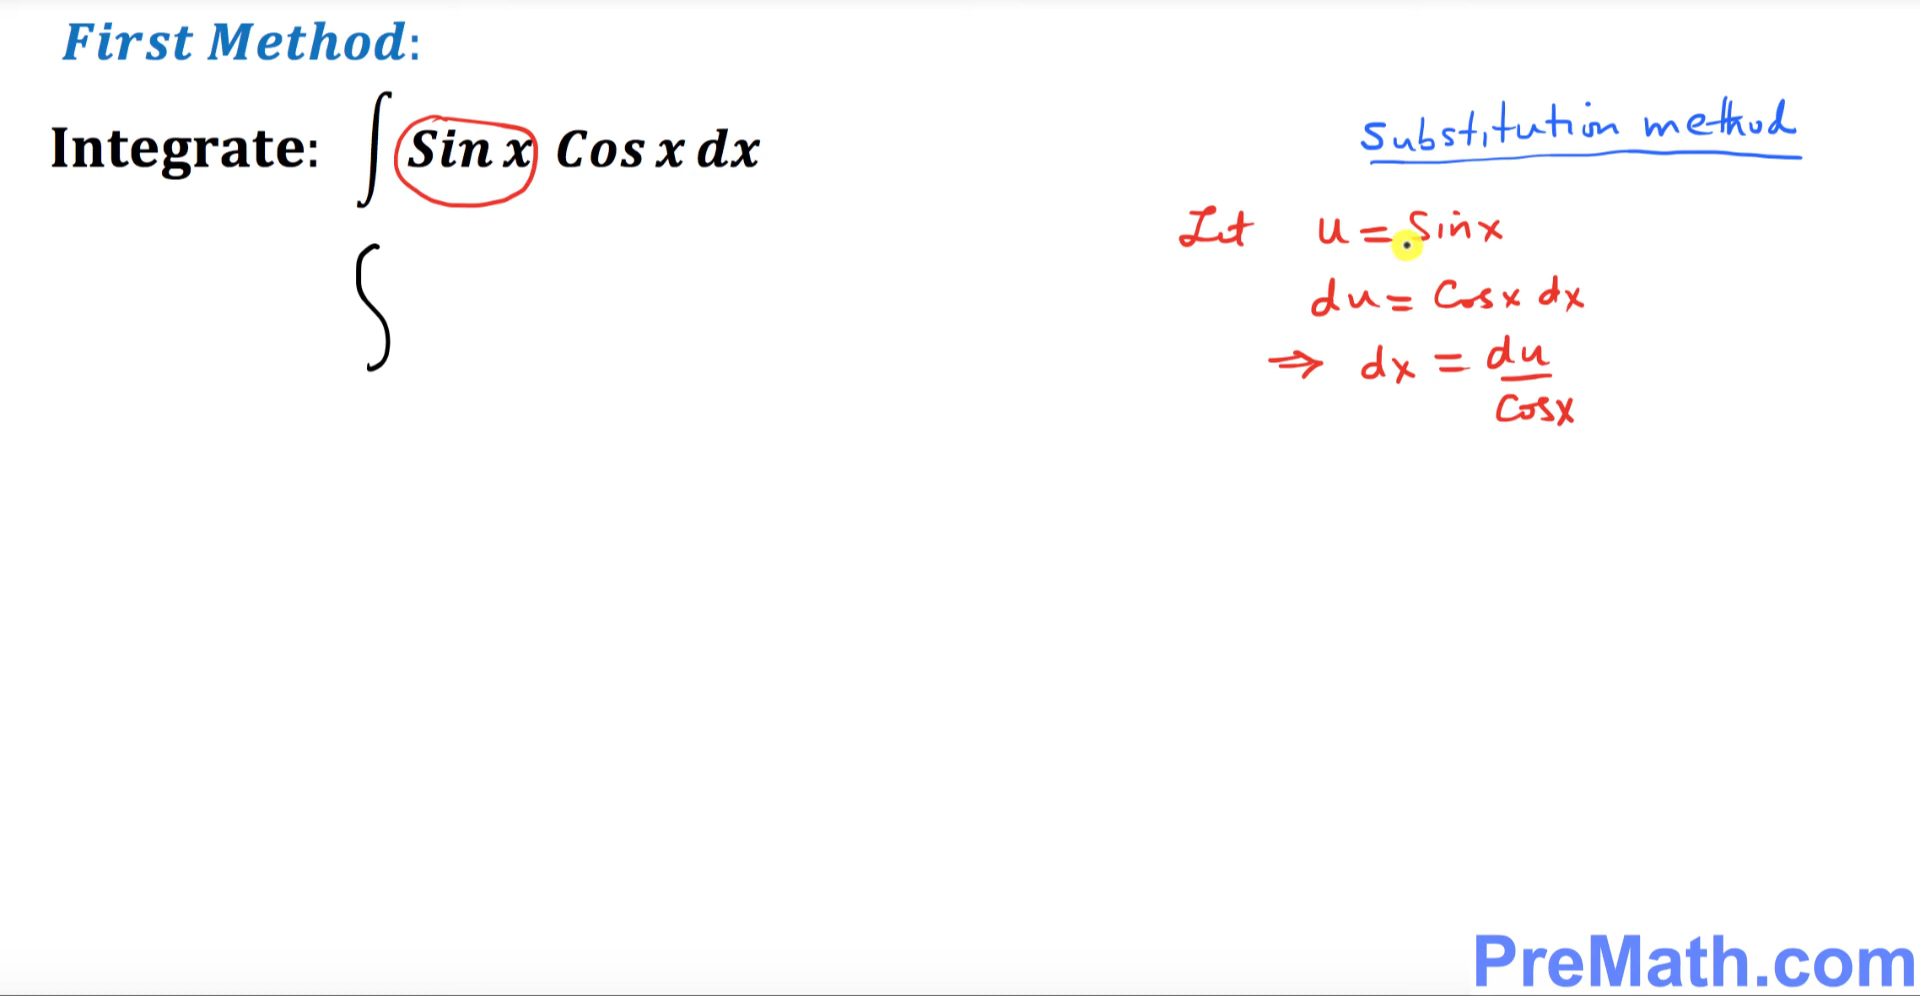 First Method:
Integrate: ∫ Sin x Cos x dx
∫
Substitution method
Let u = Sinx
du = Cosx dx
⇒ dx = du
Cosx
PreMath.com